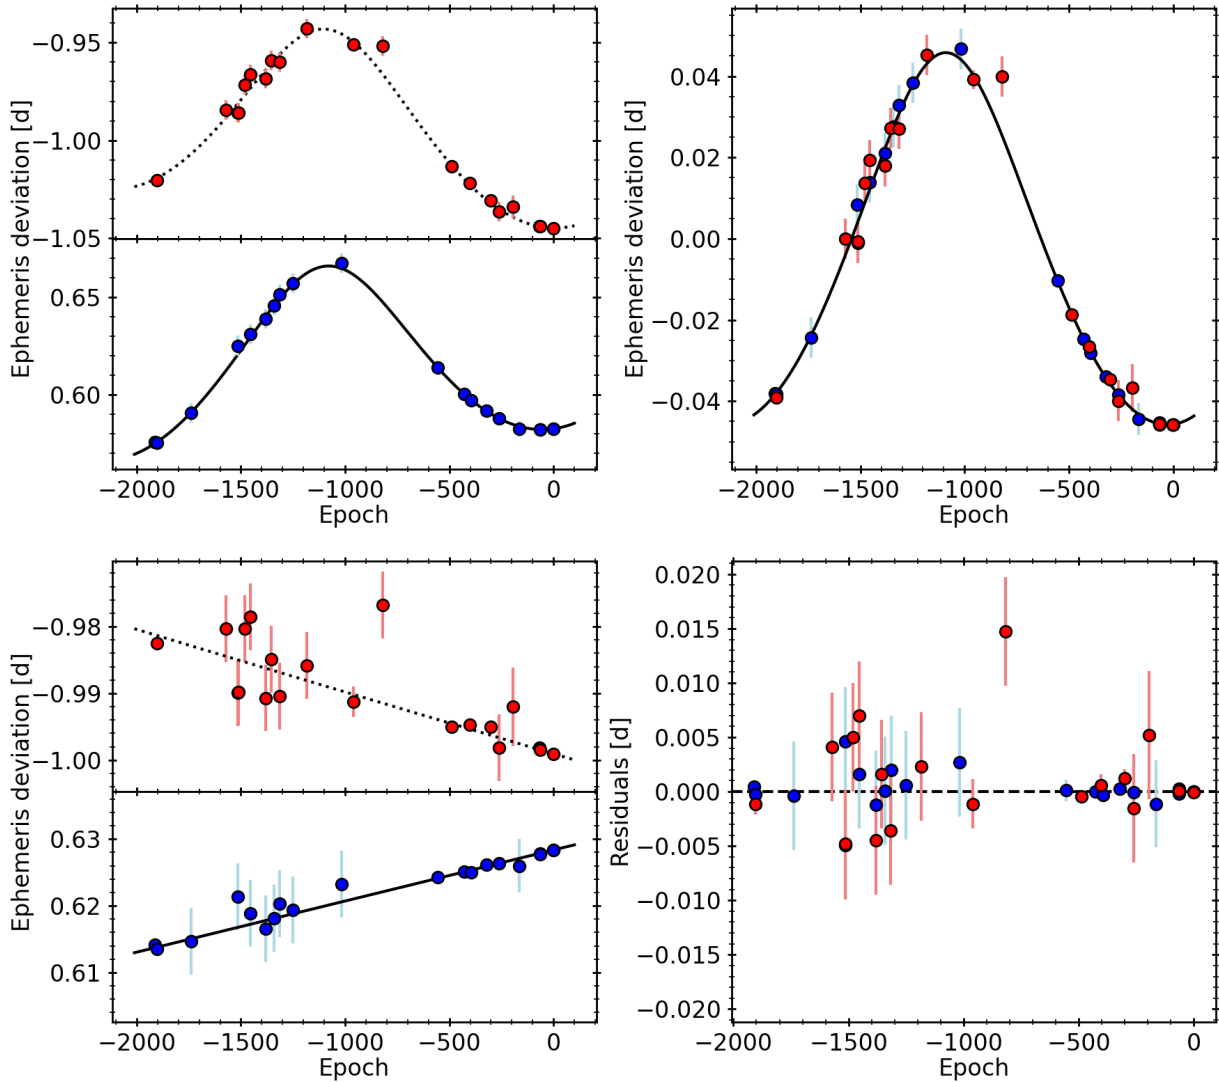 Ephemeris deviation [d]
−0.95
−1.00
−1.05
0.65
0.60
−2000 −1500 −1000 −500 0
Epoch
Ephemeris deviation [d]
0.04
0.02
0.00
−0.02
−0.04
−2000 −1500 −1000 −500 0
Epoch
Ephemeris deviation [d]
−0.98
−0.99
−1.00
0.63
0.62
0.61
−2000 −1500 −1000 −500 0
Epoch
Residuals [d]
0.020
0.015
0.010
0.005
0.000
−0.005
−0.010
−0.015
−0.020
−2000 −1500 −1000 −500 0
Epoch